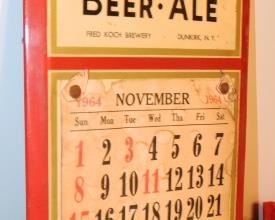 BEER·ALE
FRED KOCH BREWERY DUNKIRK, N.Y.
1964 NOVEMBER 1964
Sun Mon Tue Wed Thu Fri Sat
1 2 3 4 5 6 7
8 9 10 11 12 13 14
15 16 17 18 19 20 21